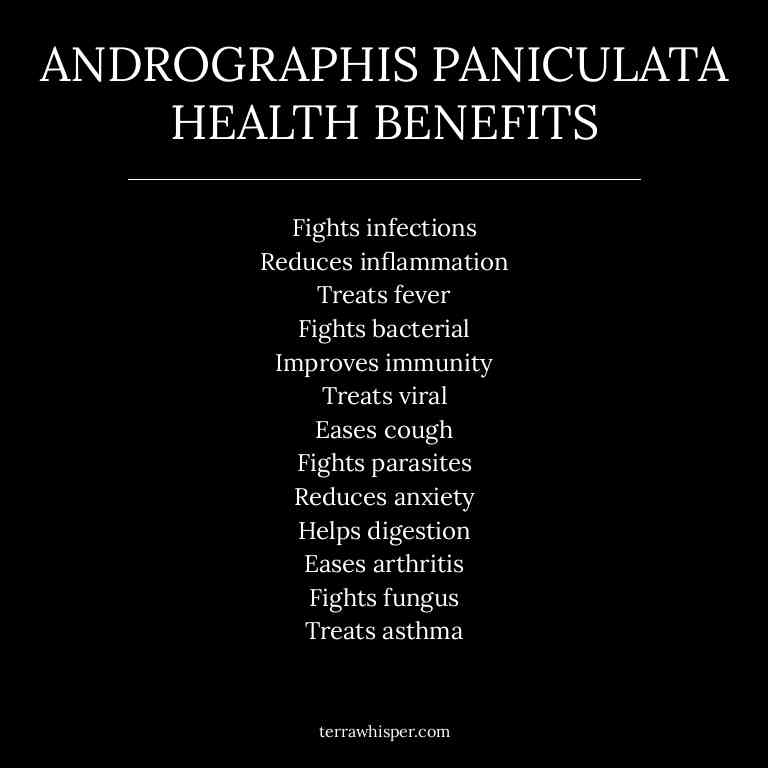 ANDROGRAPHIS PANICULATA
HEALTH BENEFITS
Fights infections
Reduces inflammation
Treats fever
Fights bacterial
Improves immunity
Treats viral
Eases cough
Fights parasites
Reduces anxiety
Helps digestion
Eases arthritis
Fights fungus
Treats asthma
terrawhisper.com